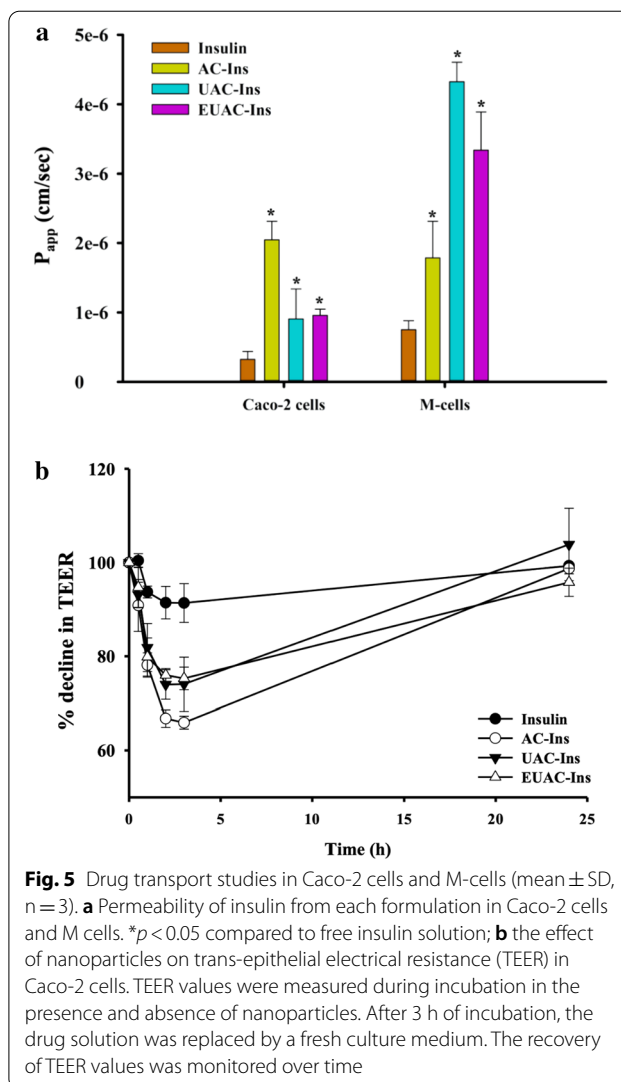 a
5e-6
4e-6
3e-6
2e-6
1e-6
0
Papp (cm/sec)
Insulin
AC-Ins
UAC-Ins
EUAC-Ins
* * *
* * *
Caco-2 cells M-cells
b
120
100
80
60
% decline in TEER
Insulin
AC-Ins
UAC-Ins
EUAC-Ins
0 5 10 15 20 25
Time (h)
Fig. 5 Drug transport studies in Caco-2 cells and M-cells (mean ± SD,
n = 3). a Permeability of insulin from each formulation in Caco-2 cells
and M cells. *p < 0.05 compared to free insulin solution; b the effect
of nanoparticles on trans-epithelial electrical resistance (TEER) in
Caco-2 cells. TEER values were measured during incubation in the
presence and absence of nanoparticles. After 3 h of incubation, the
drug solution was replaced by a fresh culture medium. The recovery
of TEER values was monitored over time